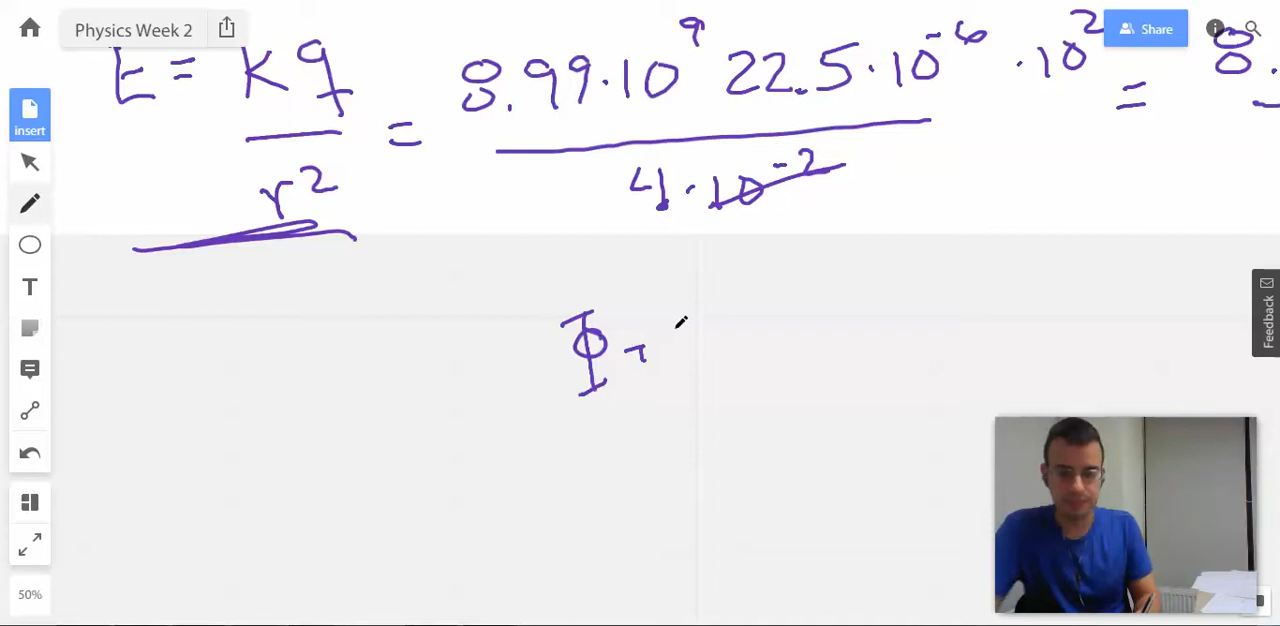 Physics Week 2
Share
insert
E = kq / r² = 8.99·10⁹ 22.5·10⁻⁶ / 4·10⁻² ·10² = 8.
Φ
T
Feedback
50%